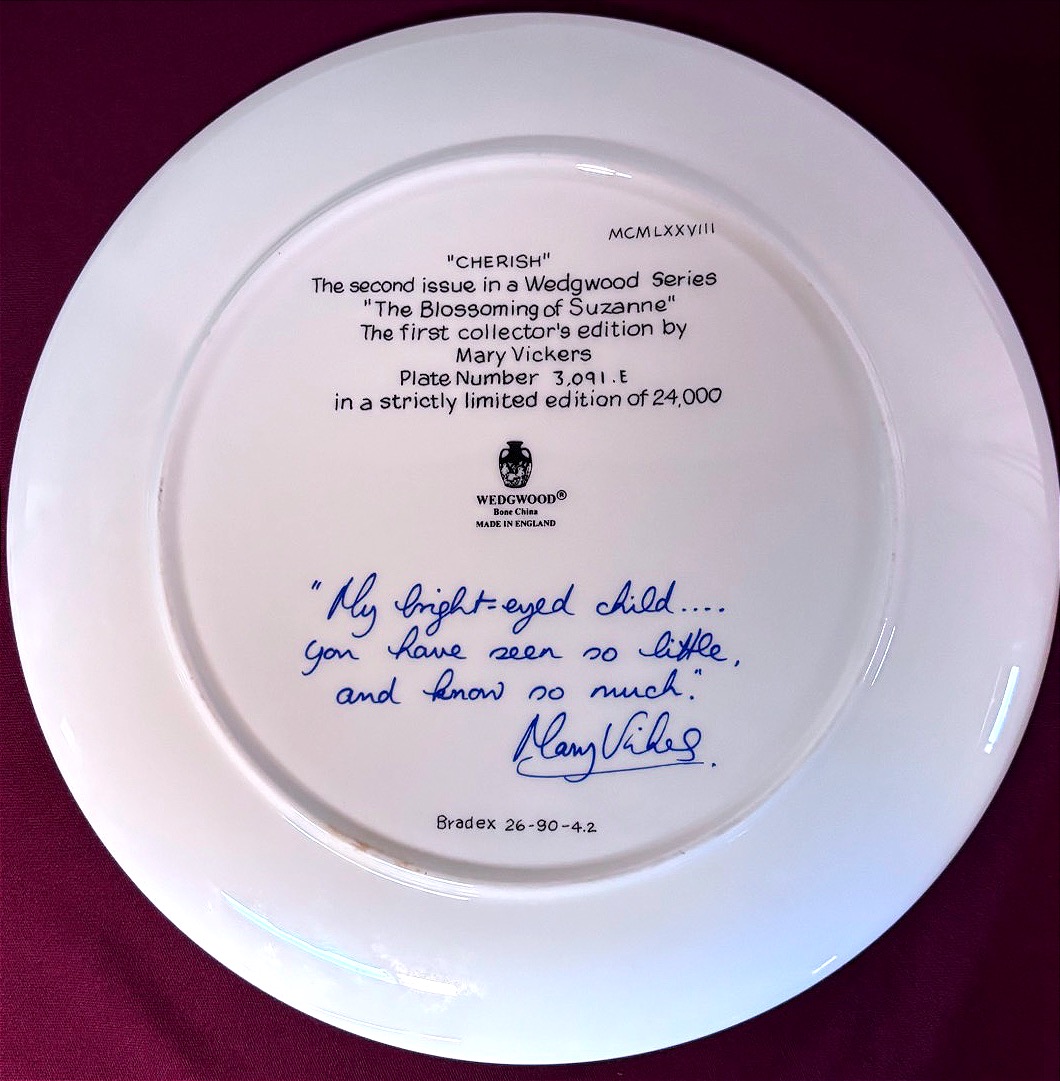 MCMLXXVIII
"CHERISH"
The second issue in a Wedgwood Series
"The Blossoming of Suzanne"
The first collector's edition by
Mary Vickers
Plate Number 3,091.E
in a strictly limited edition of 24,000
WEDGWOOD®
Bone China
MADE IN ENGLAND
"My bright-eyed child....
you have seen so little,
and know so much."
Mary Vickers.
Bradex 26-90-4.2